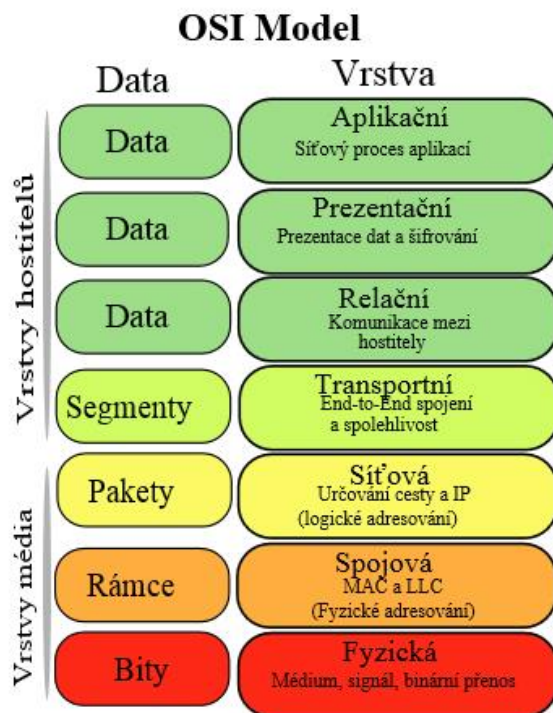 OSI Model
Data Vrstva
Vrstvy hostitelů
Data
Aplikační
Síťový proces aplikací
Data
Prezentační
Prezentace dat a šifrování
Data
Relační
Komunikace mezi
hostitely
Segmenty
Transportní
End-to-End spojení
a spolehlivost
Vrstvy média
Pakety
Síťová
Určování cesty a IP
(logické adresování)
Rámce
Spojová
MAC a LLC
(Fyzické adresování)
Bity
Fyzická
Médium, signál, binární přenos